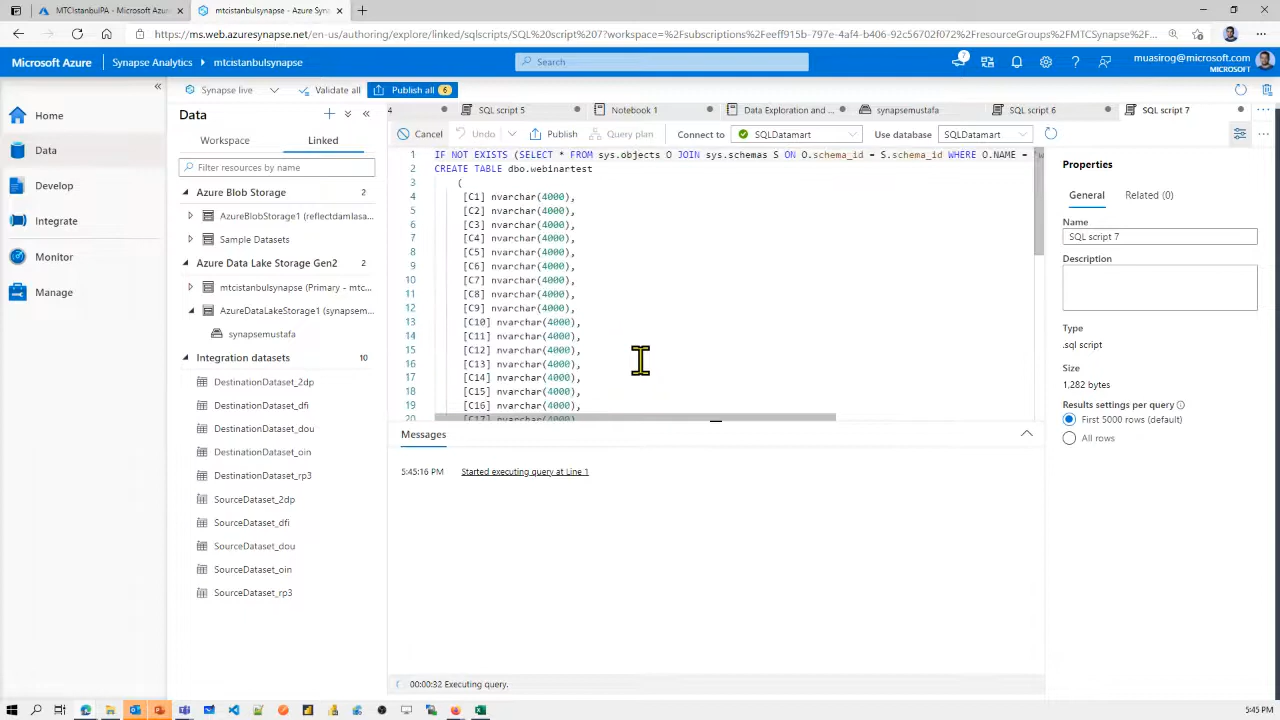 MTCIstanbulPA - Microsoft Azure
mtcistanbulsynapse - Azure Syna
https://ms.web.azuresynapse.net/en-us/authoring/explore/linked/sqlscripts/SQL%20script%207?workspace=%2Fsubscriptions%2Feeff915b-797e-4af4-b406-92c56702f072%2FresourceGroups%2FMTCSynapse%2F...
Microsoft Azure
Synapse Analytics
mtcistanbulsynapse
Search
7
muasirog@microsoft.com
MICROSOFT
Synapse live
Validate all
Publish all 6
Home
Data
Develop
Integrate
Monitor
Manage
Data
Workspace
Linked
Filter resources by name
Azure Blob Storage 2
AzureBlobStorage1 (reflectdamlasa...
Sample Datasets
Azure Data Lake Storage Gen2 2
mtcistanbulsynapse (Primary - mtc...
AzureDataLakeStorage1 (synapsem...
synapsemustafa
Integration datasets 10
DestinationDataset_2dp
DestinationDataset_dfi
DestinationDataset_dou
DestinationDataset_oin
DestinationDataset_rp3
SourceDataset_2dp
SourceDataset_dfi
SourceDataset_dou
SourceDataset_oin
SourceDataset_rp3
4
SQL script 5
Notebook 1
Data Exploration and ...
synapsemustafa
SQL script 6
SQL script 7
Cancel
Undo
Publish
Query plan
Connect to
SQLDatamart
Use database
SQLDatamart
1 IF NOT EXISTS (SELECT * FROM sys.objects O JOIN sys.schemas S ON O.schema_id = S.schema_id WHERE O.NAME = 'w
2 CREATE TABLE dbo.webinartest
3 (
4 [C1] nvarchar(4000),
5 [C2] nvarchar(4000),
6 [C3] nvarchar(4000),
7 [C4] nvarchar(4000),
8 [C5] nvarchar(4000),
9 [C6] nvarchar(4000),
10 [C7] nvarchar(4000),
11 [C8] nvarchar(4000),
12 [C9] nvarchar(4000),
13 [C10] nvarchar(4000),
14 [C11] nvarchar(4000),
15 [C12] nvarchar(4000),
16 [C13] nvarchar(4000),
17 [C14] nvarchar(4000),
18 [C15] nvarchar(4000),
19 [C16] nvarchar(4000),
20 [C17] nvarchar(4000)
Messages
5:45:16 PM Started executing query at Line 1
00:00:32 Executing query.
Properties
General
Related (0)
Name
SQL script 7
Description
Type
.sql script
Size
1,282 bytes
Results settings per query
First 5000 rows (default)
All rows
5:45 PM